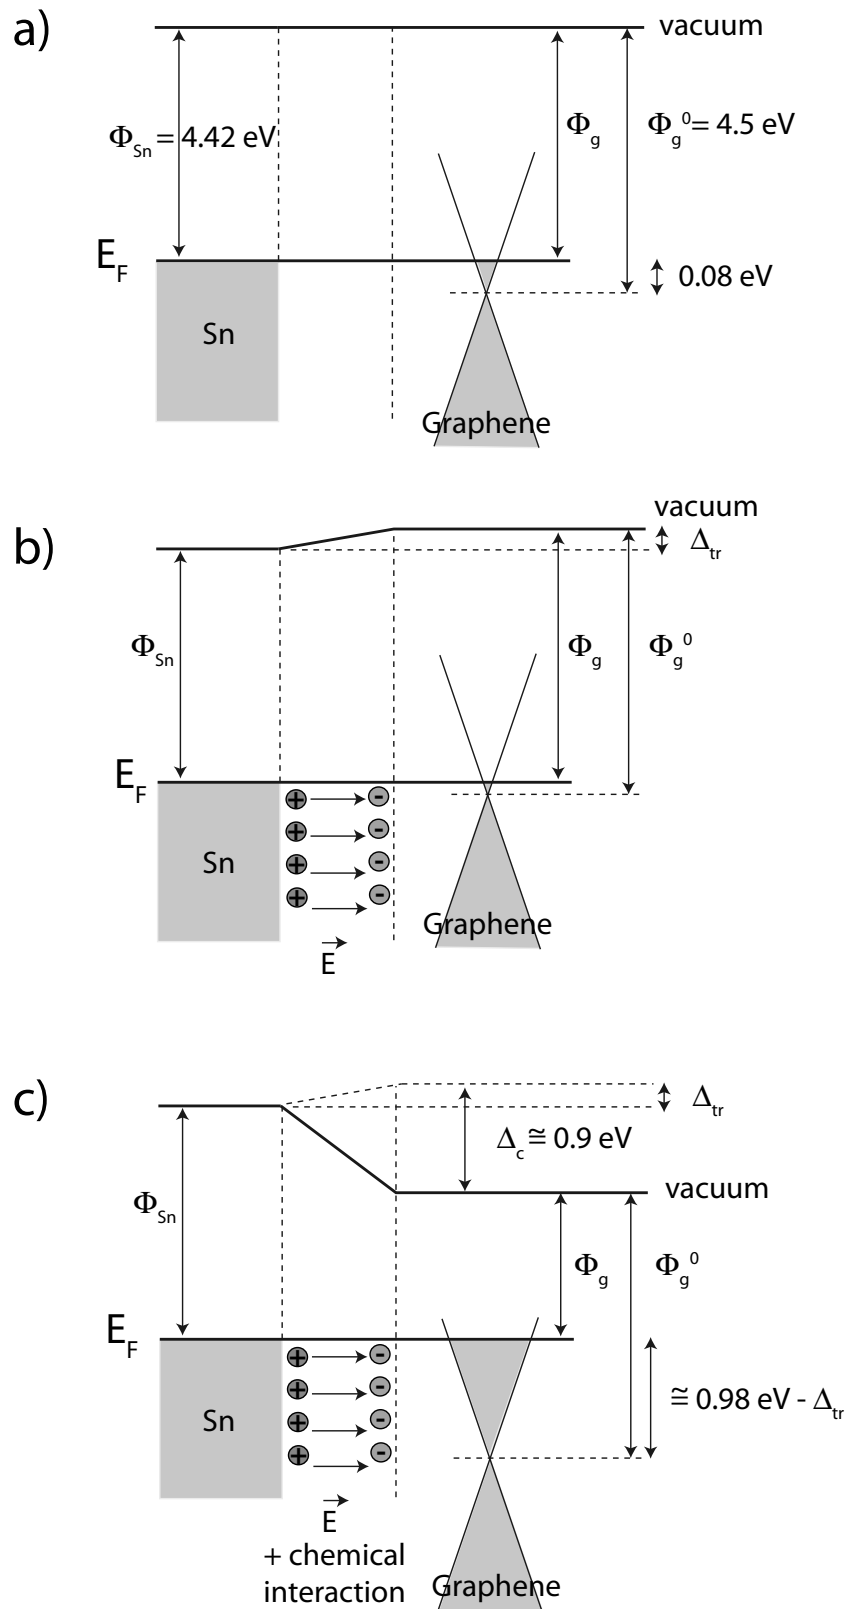 a)
vacuum
Φ_Sn = 4.42 eV
Φ_g
Φ_g^0 = 4.5 eV
E_F
0.08 eV
Sn
Graphene
b)
vacuum
Δ_tr
Φ_Sn
Φ_g
Φ_g^0
E_F
+ -
+ -
Sn
+ -
+ -
Graphene
E
c)
Δ_tr
Δ_c ≅ 0.9 eV
vacuum
Φ_Sn
Φ_g
Φ_g^0
E_F
+ -
+ -
≅ 0.98 eV - Δ_tr
Sn
+ -
+ -
E
+ chemical
interaction
Graphene